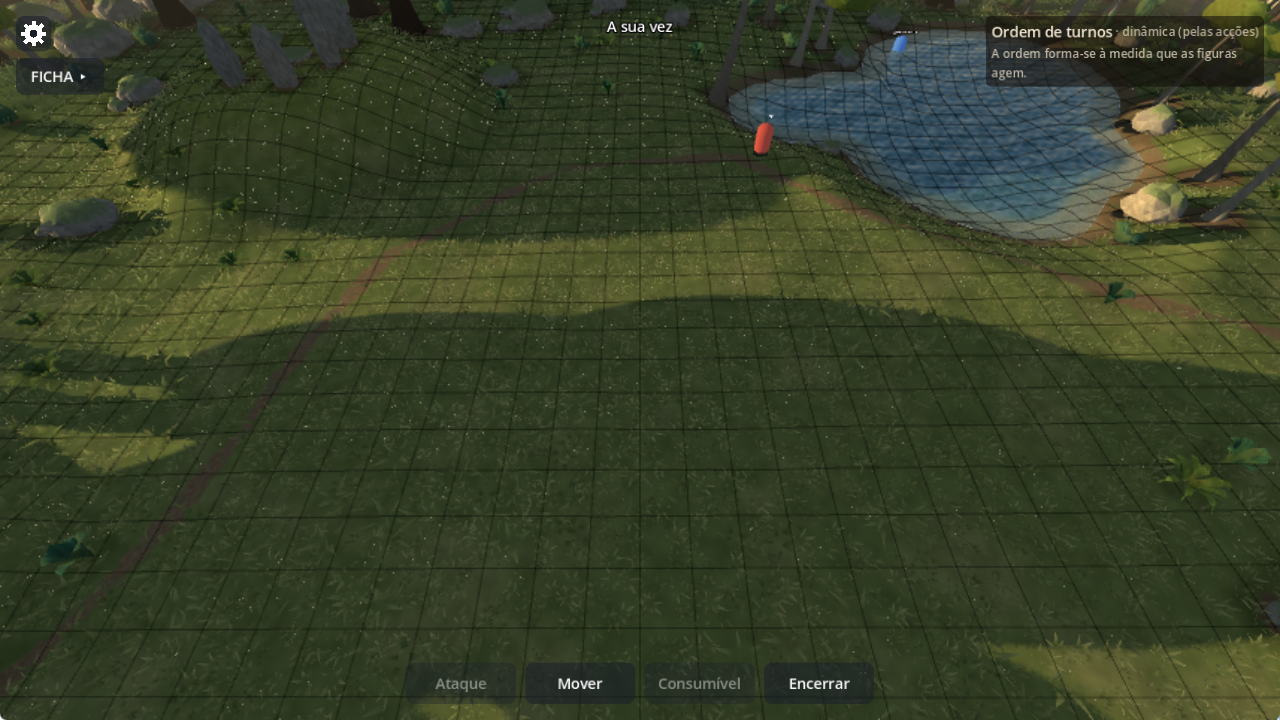 A sua vez
Ordem de turnos · dinâmica (pelas acções)
A ordem forma-se à medida que as figuras
agem.
FICHA ▸
Ataque
Mover
Consumível
Encerrar